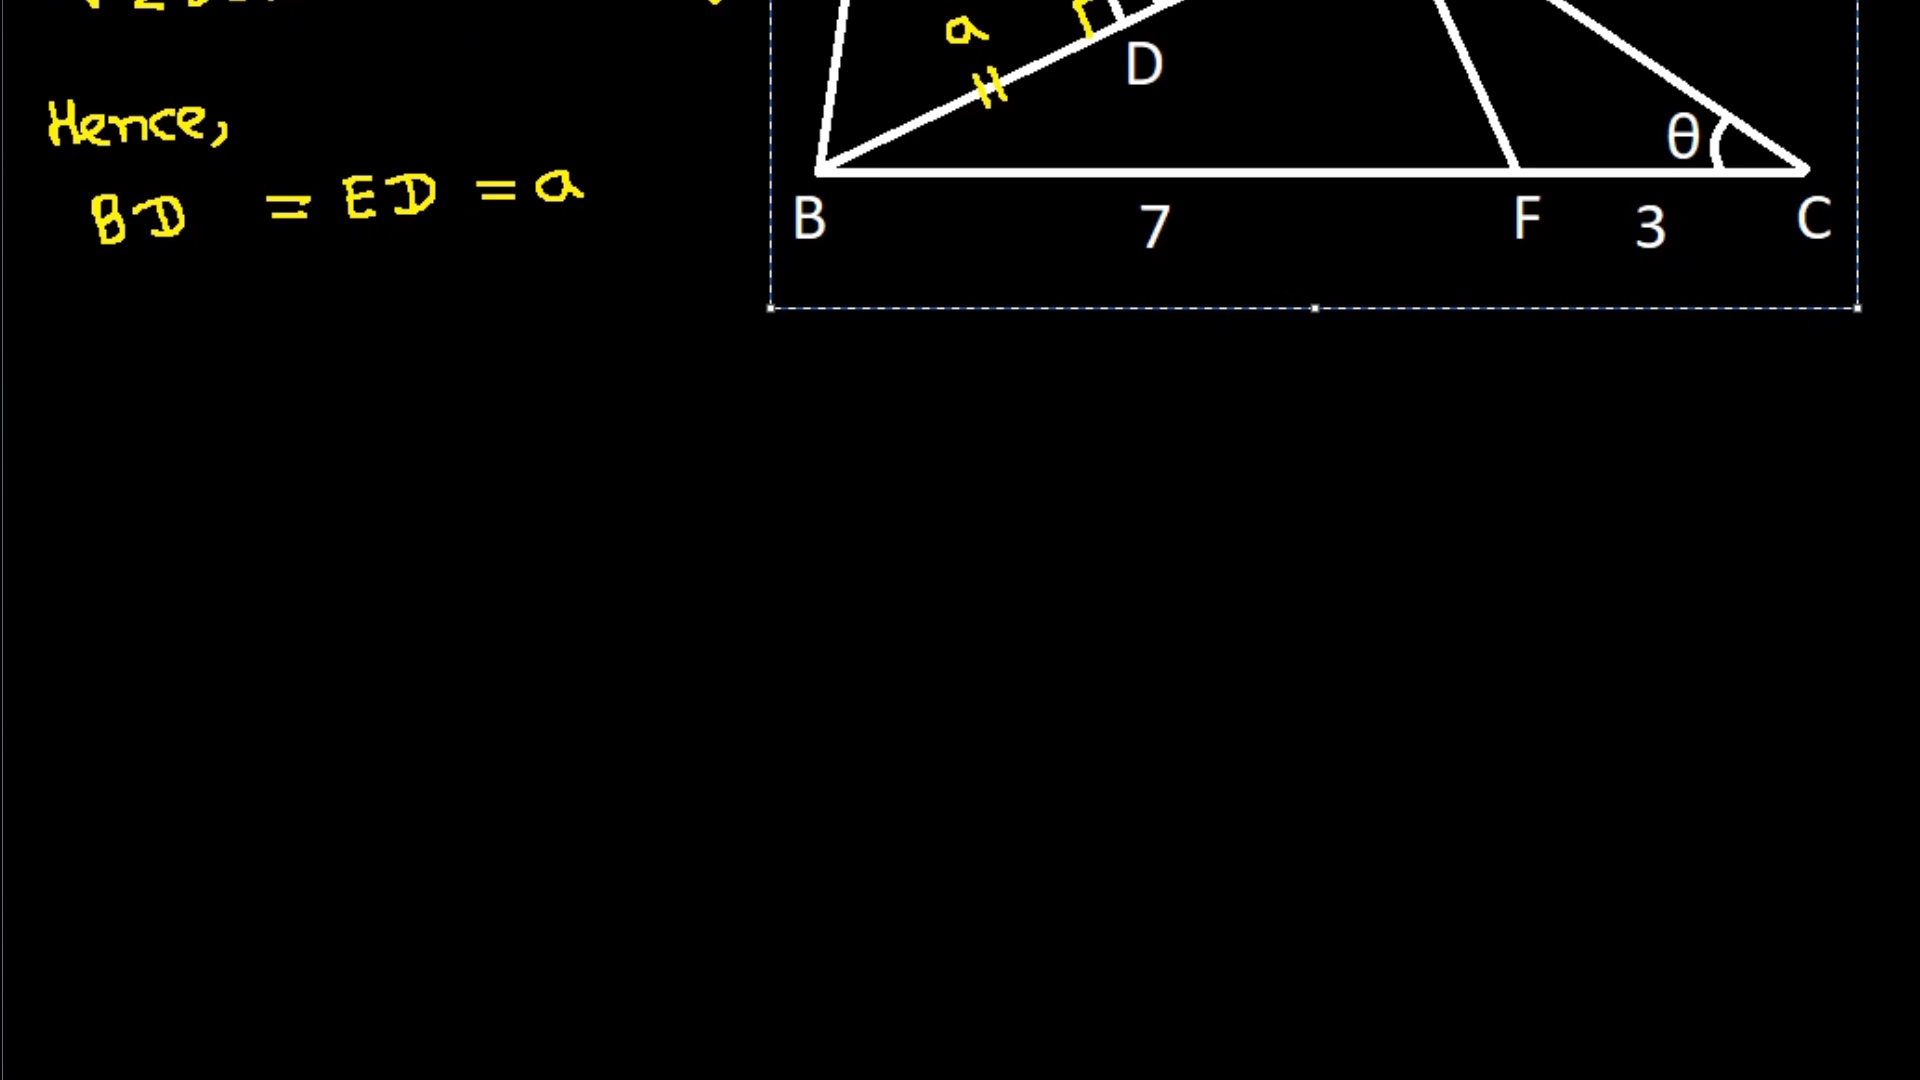 a
D
Hence,
BD = ED = a
θ
B 7 F 3 C